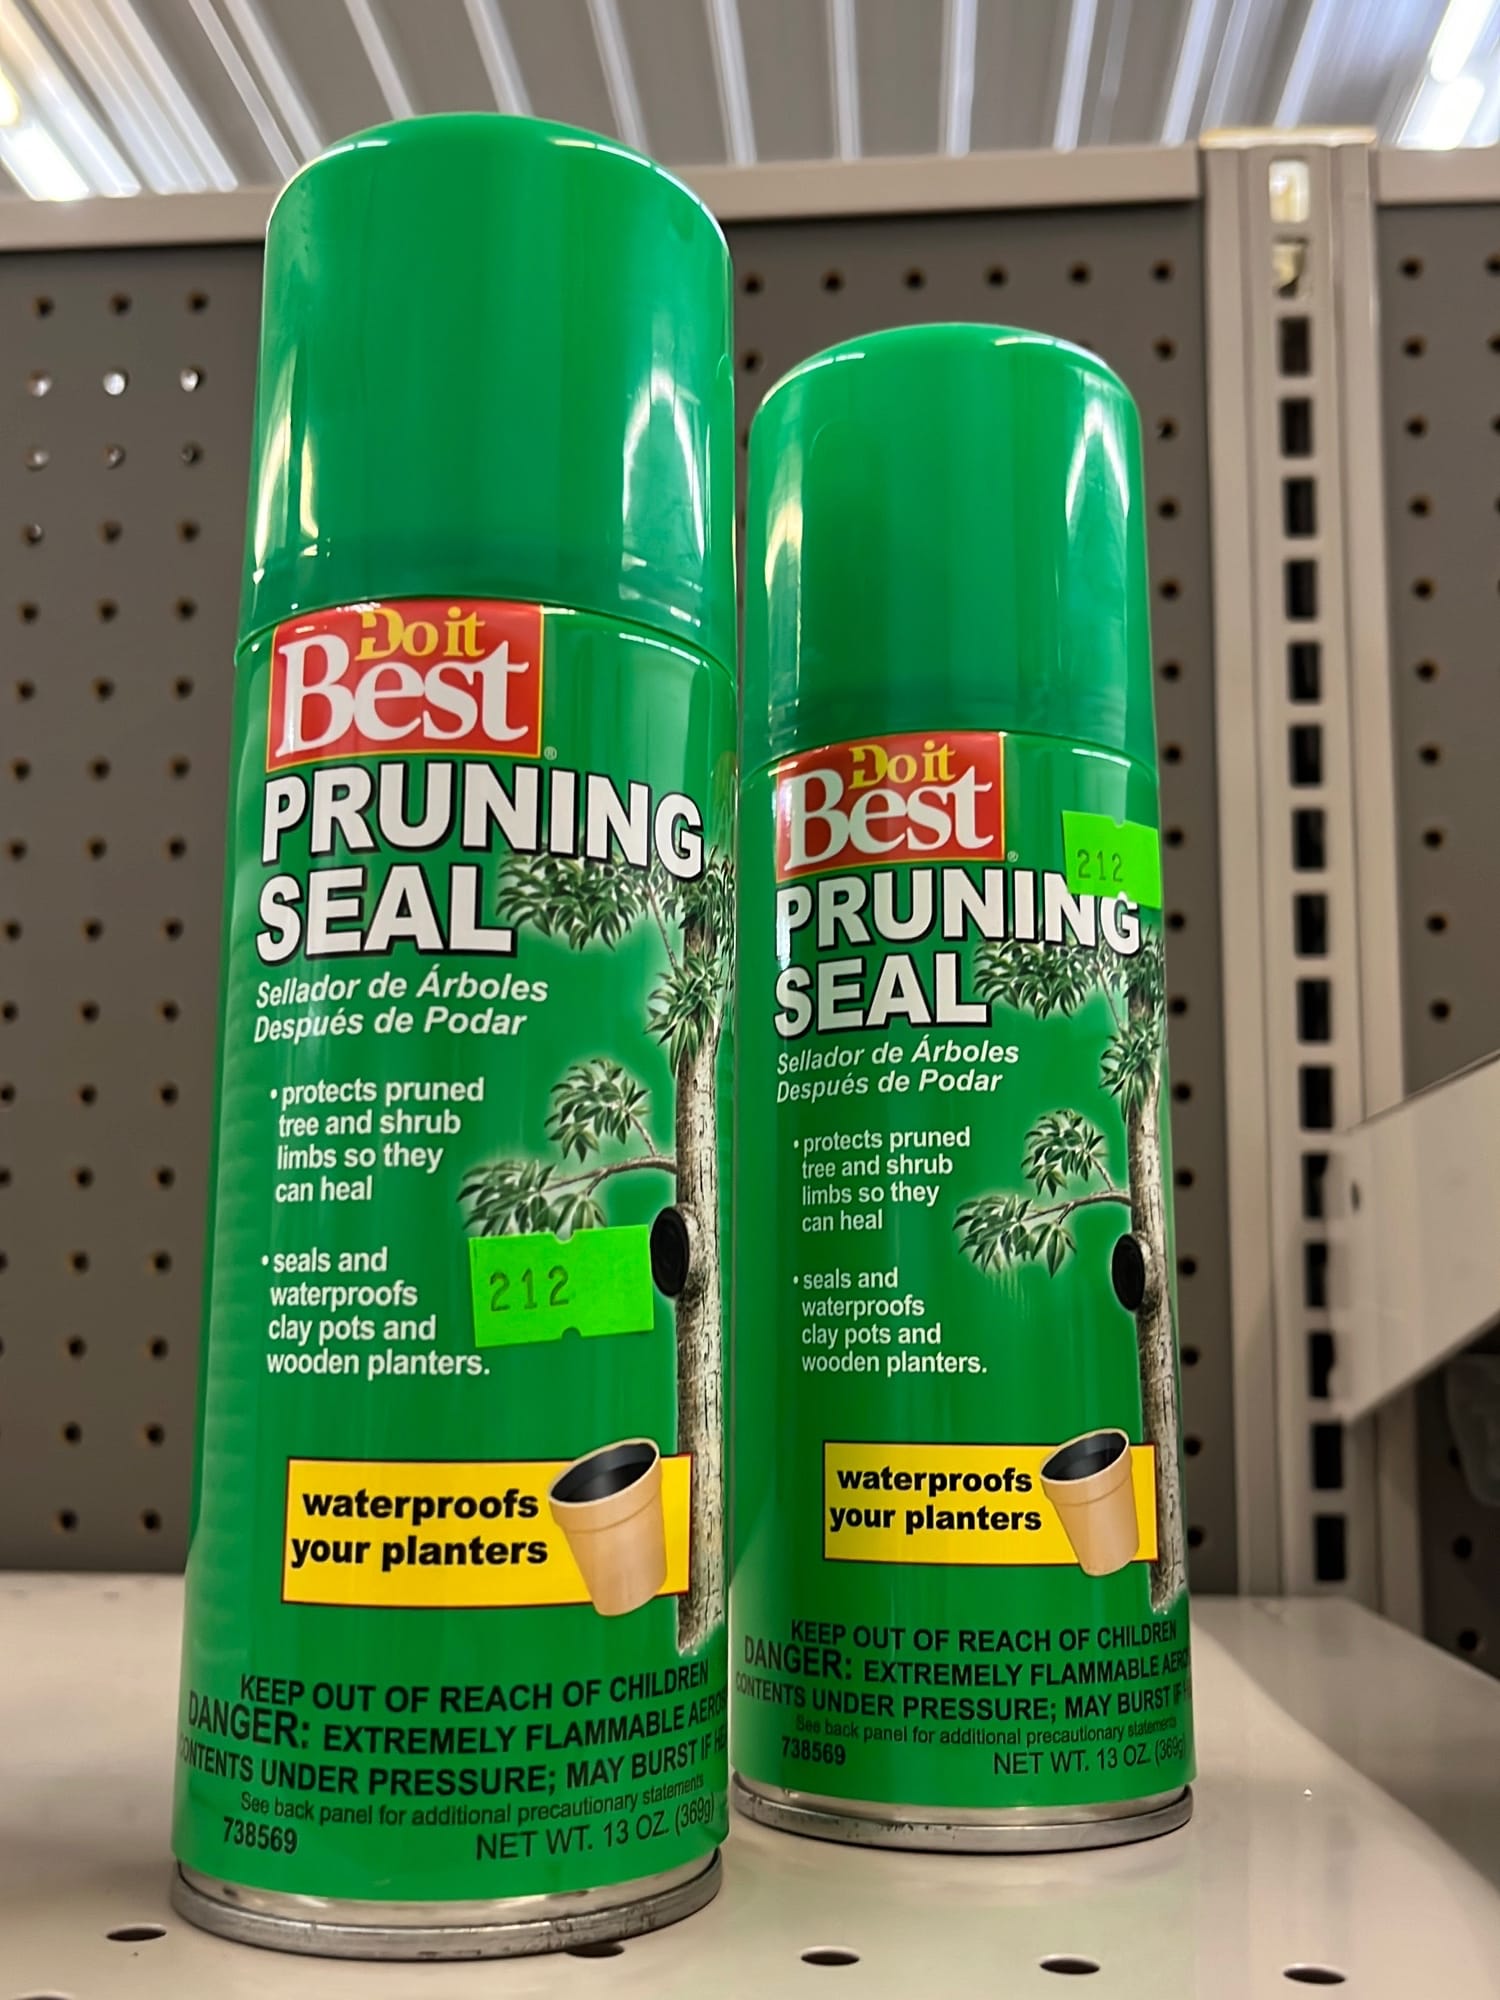 Do it
Best®
PRUNING
SEAL
Sellador de Árboles
Después de Podar
• protects pruned
tree and shrub
limbs so they
can heal
• seals and
waterproofs
clay pots and
wooden planters.
212
waterproofs
your planters
KEEP OUT OF REACH OF CHILDREN
DANGER: EXTREMELY FLAMMABLE
CONTENTS UNDER PRESSURE; MAY BURST IF
See back panel for additional precautionary statements
738569
NET WT. 13 OZ. (369g)
Do it
Best®
212
PRUNING
SEAL
Sellador de Árboles
Después de Podar
• protects pruned
tree and shrub
limbs so they
can heal
• seals and
waterproofs
clay pots and
wooden planters.
waterproofs
your planters
KEEP OUT OF REACH OF CHILDREN
DANGER: EXTREMELY FLAMMABLE
CONTENTS UNDER PRESSURE; MAY BURST IF
See back panel for additional precautionary statements
738569
NET WT. 13 OZ. (369g)